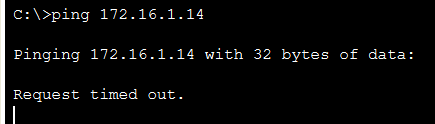 C:\>ping 172.16.1.14
Pinging 172.16.1.14 with 32 bytes of data:
Request timed out.